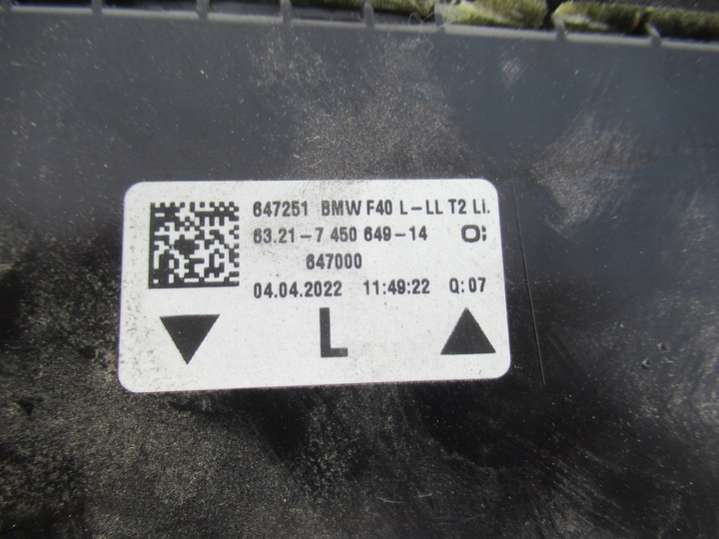 647251 BMW F40 L-LL T2 Li.
63.21-7 450 649-14 O:
647000
04.04.2022 11:49:22 Q:07
L